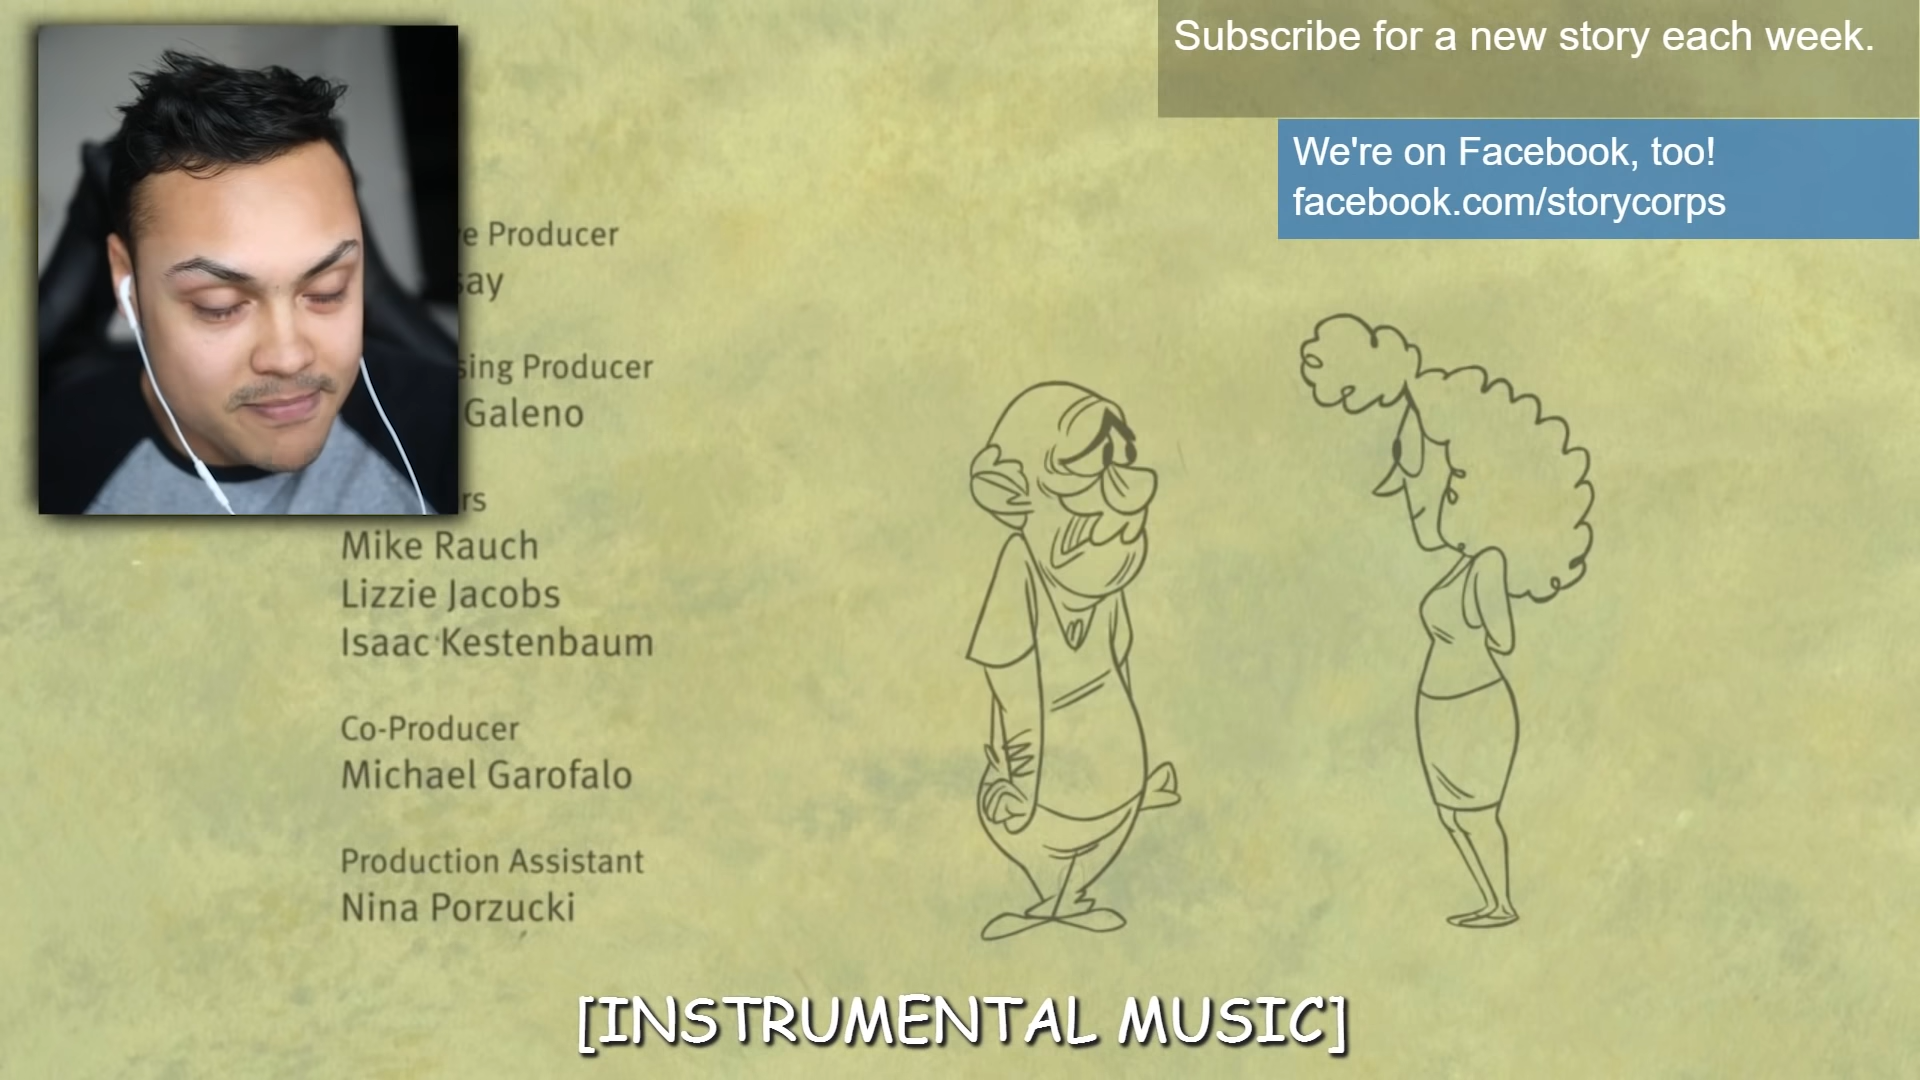 Subscribe for a new story each week.
We're on Facebook, too!
facebook.com/storycorps
Producer
Producer
Galeno
Mike Rauch
Lizzie Jacobs
Isaac Kestenbaum
Co-Producer
Michael Garofalo
Production Assistant
Nina Porzucki
[INSTRUMENTAL MUSIC]